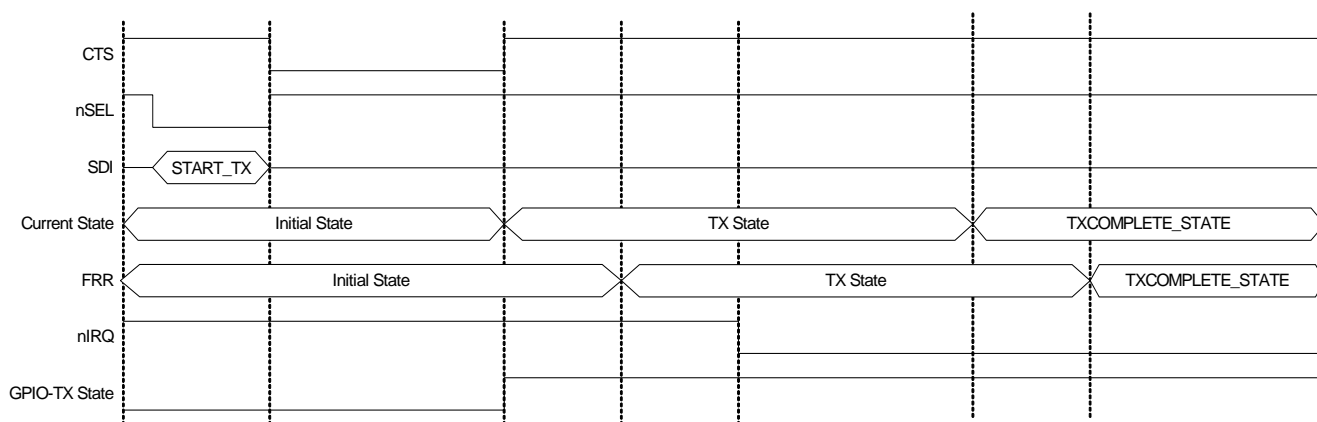 CTS
nSEL
SDI START_TX
Current State Initial State TX State TXCOMPLETE_STATE
FRR Initial State TX State TXCOMPLETE_STATE
nIRQ
GPIO-TX State